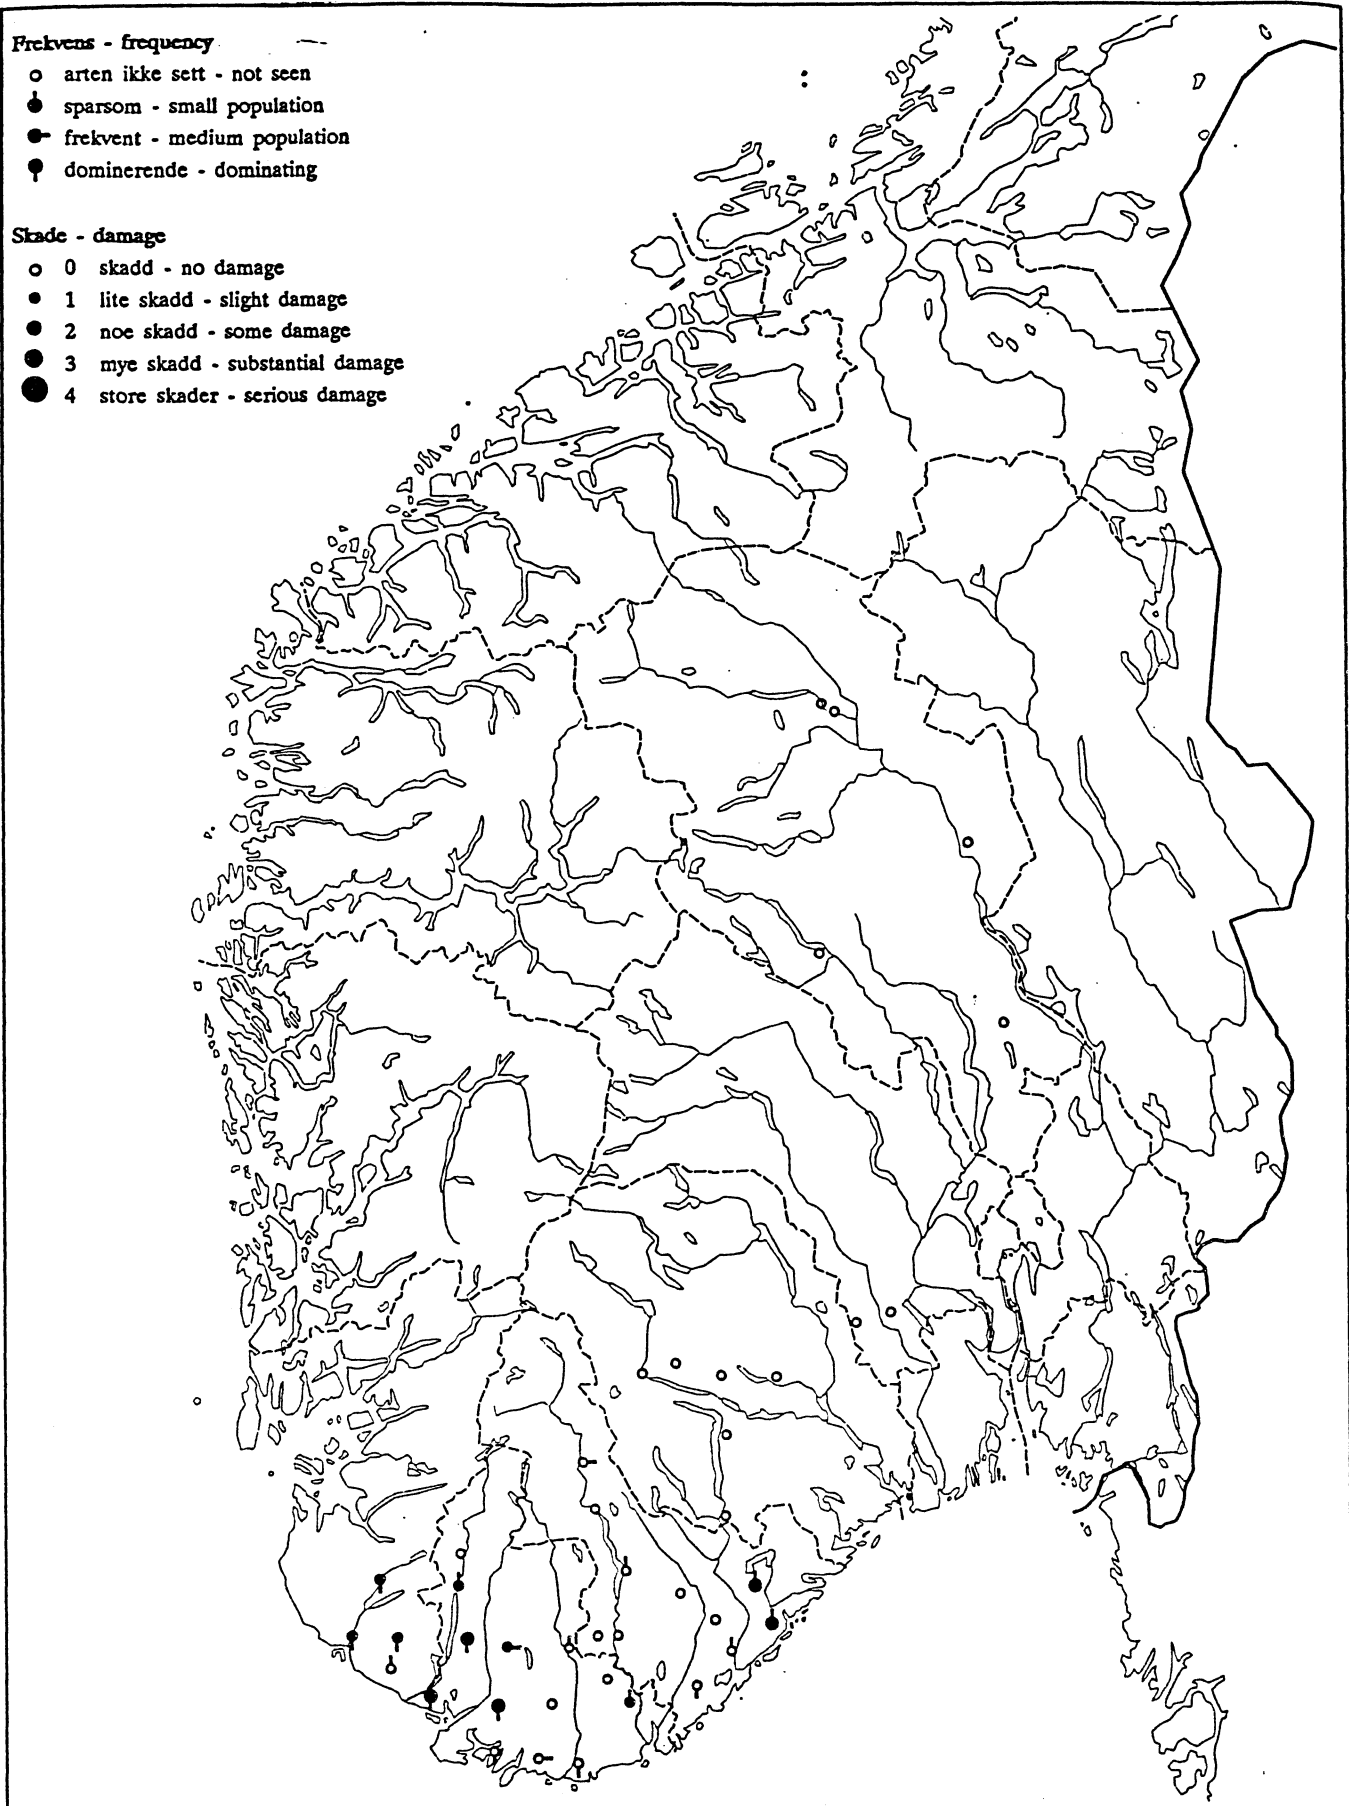 Frekvens - frequency
arten ikke sett - not seen
sparsom - small population
frekvent - medium population
dominerende - dominating
Skade - damage
0 skadd - no damage
1 lite skadd - slight damage
2 noe skadd - some damage
3 mye skadd - substantial damage
4 store skader - serious damage